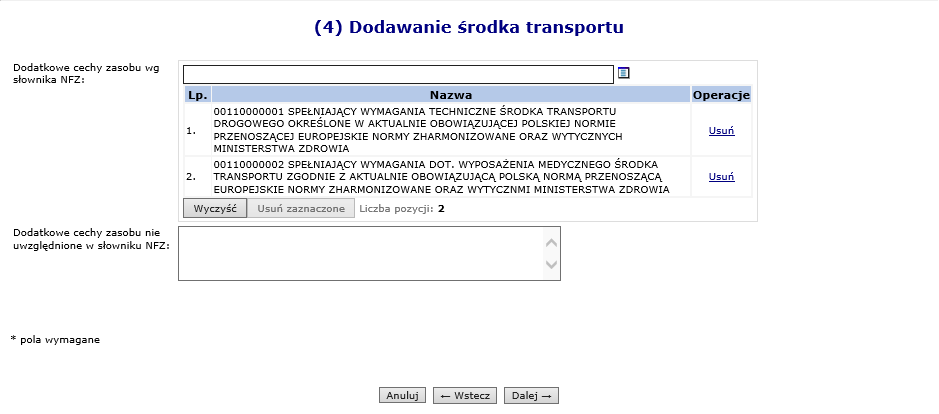 (4) Dodawanie środka transportu
Dodatkowe cechy zasobu wg
słownika NFZ:
Lp. Nazwa Operacje
1. 00110000001 SPEŁNIAJĄCY WYMAGANIA TECHNICZNE ŚRODKA TRANSPORTU
DROGOWEGO OKREŚLONE W AKTUALNIE OBOWIĄZUJĄCEJ POLSKIEJ NORMIE
PRZENOSZĄCEJ EUROPEJSKIE NORMY ZHARMONIZOWANE ORAZ WYTYCZNYCH
MINISTERSTWA ZDROWIA
Usuń
2. 00110000002 SPEŁNIAJĄCY WYMAGANIA DOT. WYPOSAŻENIA MEDYCZNEGO ŚRODKA
TRANSPORTU ZGODNIE Z AKTUALNIE OBOWIĄZUJĄCĄ POLSKĄ NORMĄ PRZENOSZĄCĄ
EUROPEJSKIE NORMY ZHARMONIZOWANE ORAZ WYTYCZNMI MINISTERSTWA ZDROWIA
Usuń
Wyczyść Usuń zaznaczone Liczba pozycji: 2
Dodatkowe cechy zasobu nie
uwzględnione w słowniku NFZ:
* pola wymagane
Anuluj ← Wstecz Dalej →